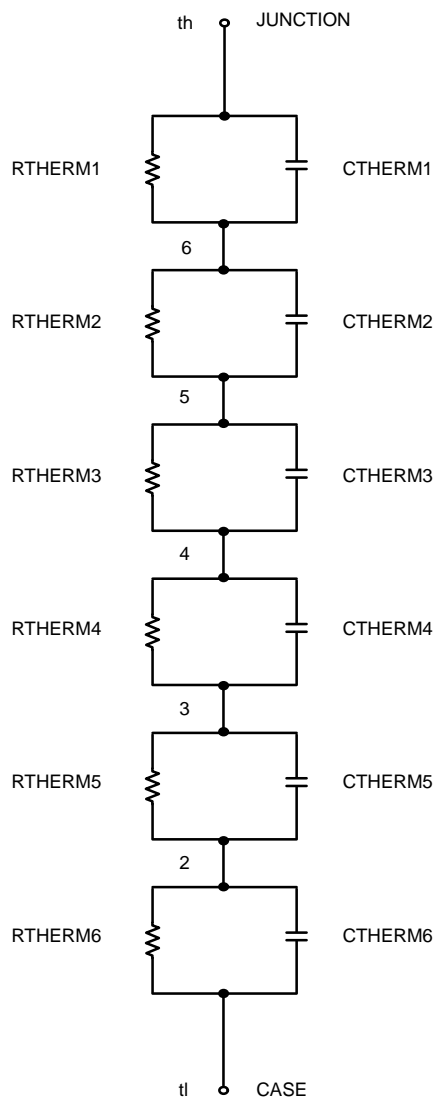 th JUNCTION
RTHERM1 CTHERM1
6
RTHERM2 CTHERM2
5
RTHERM3 CTHERM3
4
RTHERM4 CTHERM4
3
RTHERM5 CTHERM5
2
RTHERM6 CTHERM6
tl CASE